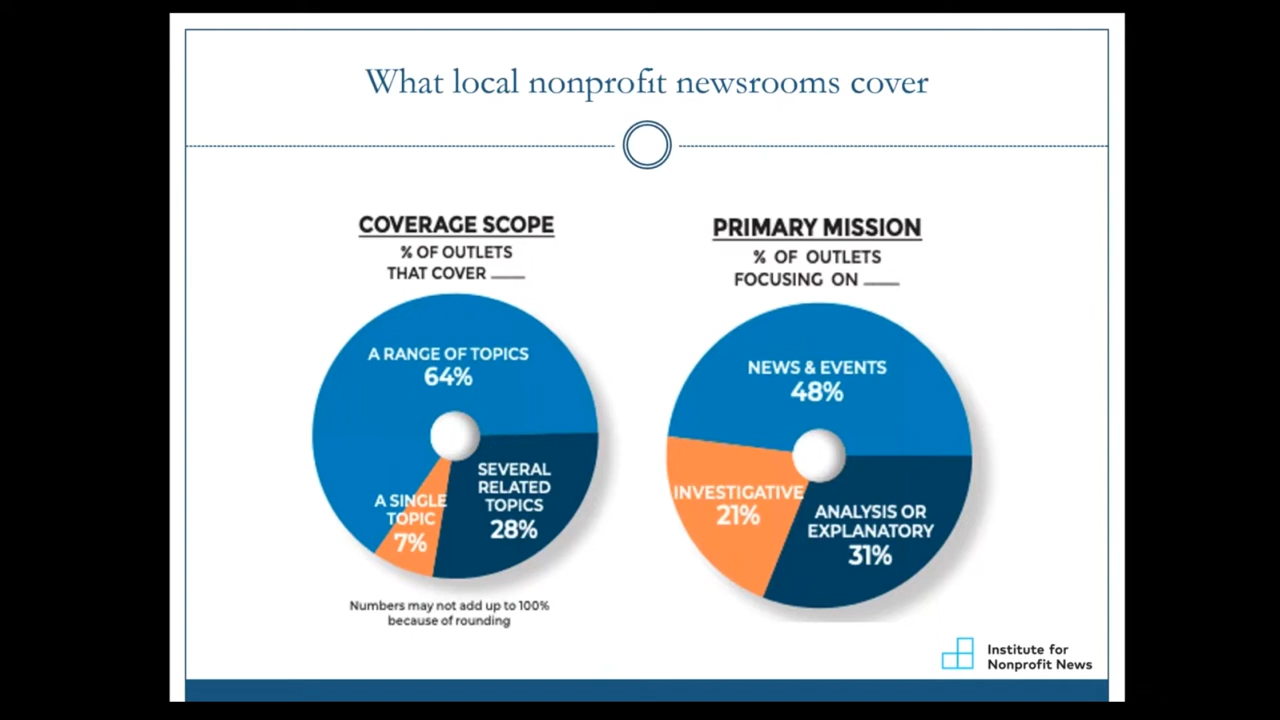 What local nonprofit newsrooms cover
COVERAGE SCOPE
% OF OUTLETS
THAT COVER ____
A RANGE OF TOPICS
64%
SEVERAL
RELATED
TOPICS
28%
A SINGLE
TOPIC
7%
Numbers may not add up to 100%
because of rounding
PRIMARY MISSION
% OF OUTLETS
FOCUSING ON ____
NEWS & EVENTS
48%
INVESTIGATIVE
21%
ANALYSIS OR
EXPLANATORY
31%
Institute for
Nonprofit News